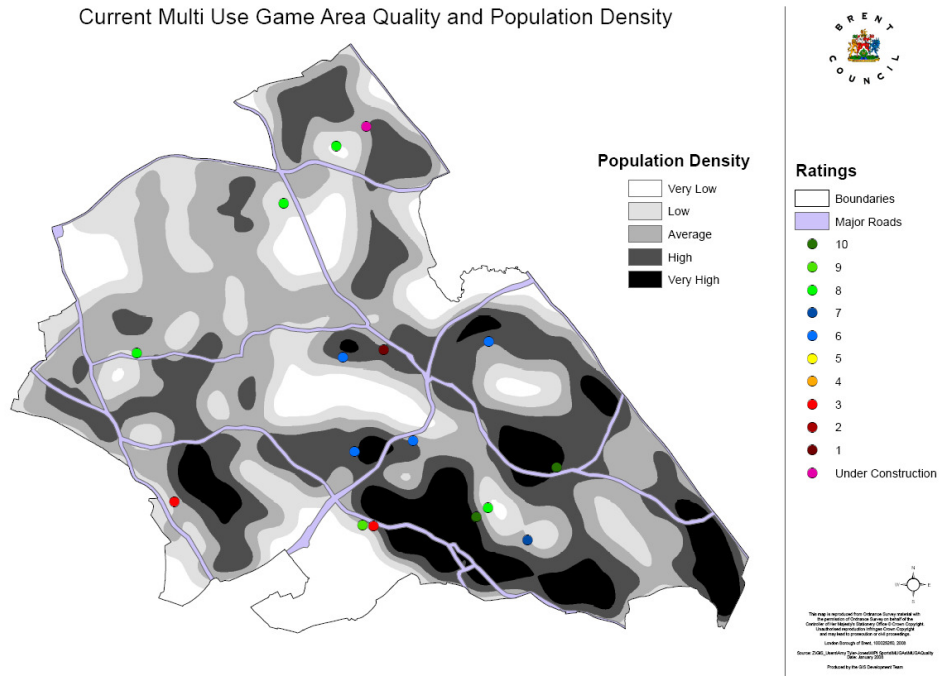 Current Multi Use Game Area Quality and Population Density
BRENT
COUNCIL
Population Density
Very Low
Low
Average
High
Very High
Ratings
Boundaries
Major Roads
10
9
8
7
6
5
4
3
2
1
Under Construction
N
W E
S
This map is reproduced from Ordnance Survey material with
the permission of Ordnance Survey on behalf of the
Controller of Her Majesty's Stationery Office © Crown Copyright.
Unauthorised reproduction infringes Crown Copyright
and may lead to prosecution or civil proceedings.
London Borough of Brent,
Date: January 2008
Produced by the GIS Development Team